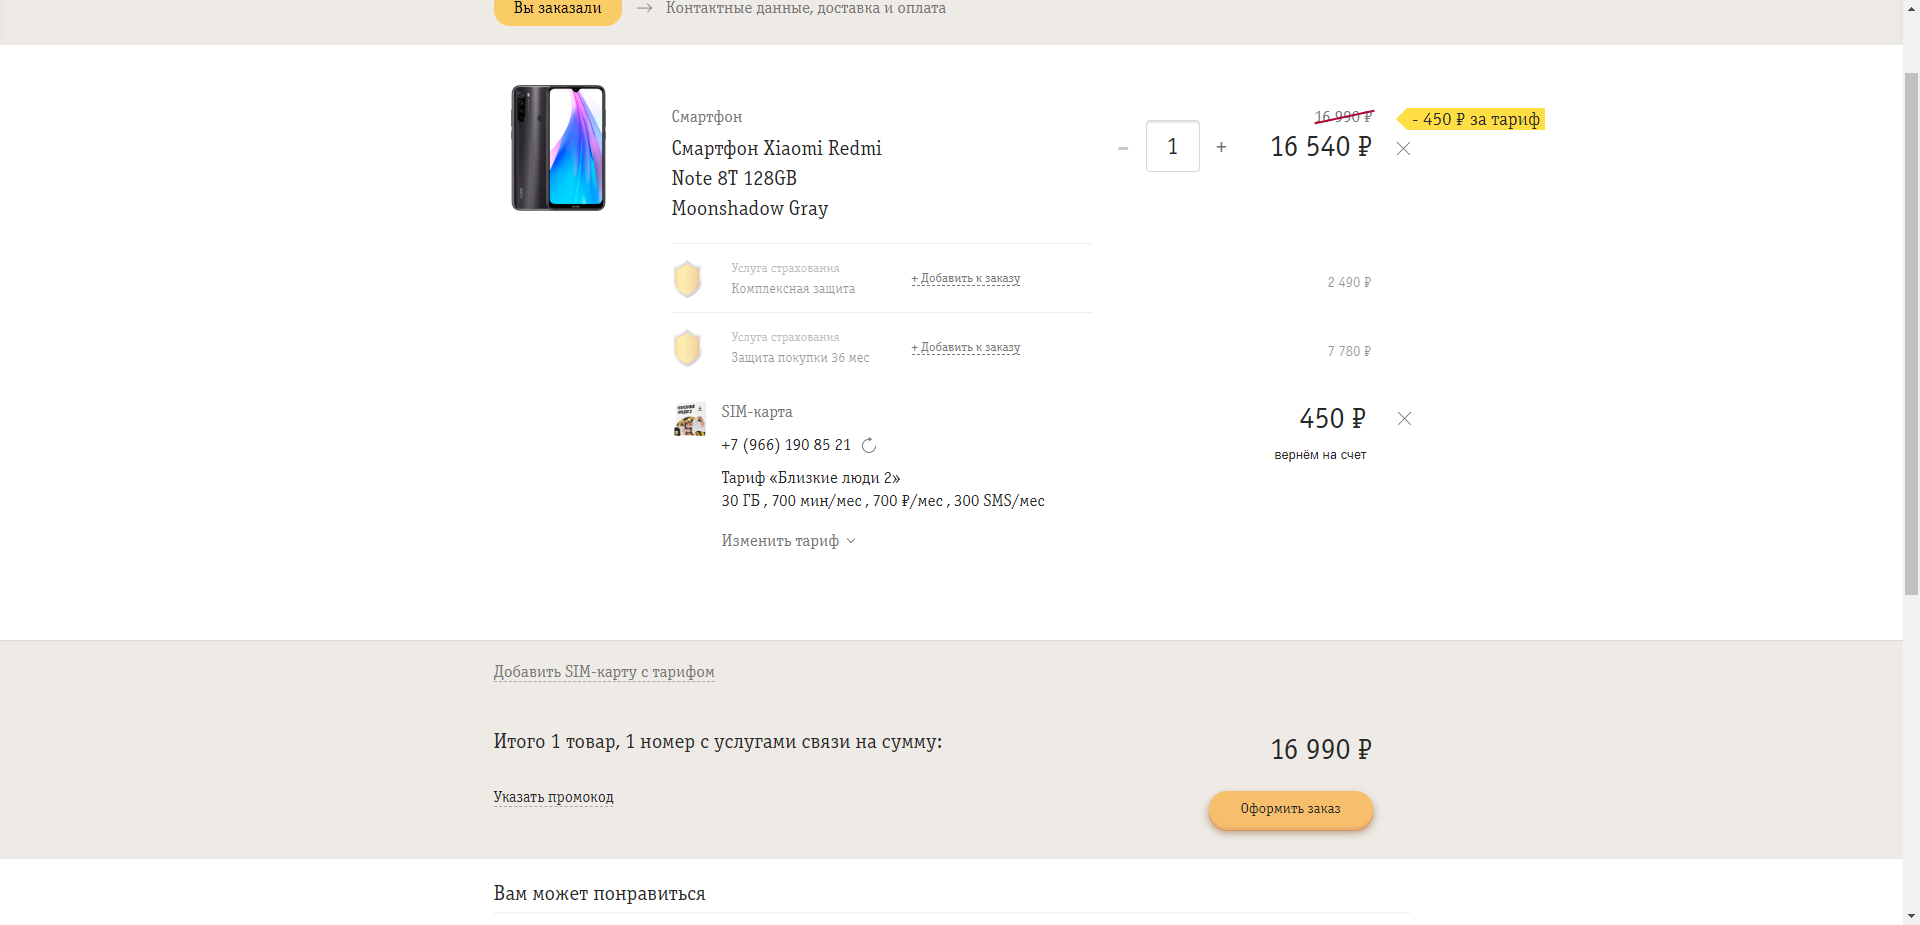 Вы заказали → Контактные данные, доставка и оплата
Смартфон
Смартфон Xiaomi Redmi
Note 8T 128GB
Moonshadow Gray
– 1 +
16 990 ₽
- 450 ₽ за тариф
16 540 ₽
Услуга страхования
Комплексная защита
+ Добавить к заказу
2 490 ₽
Услуга страхования
Защита покупки 36 мес
+ Добавить к заказу
7 780 ₽
SIM-карта
450 ₽
+7 (966) 190 85 21
вернём на счет
Тариф «Близкие люди 2»
30 ГБ , 700 мин/мес , 700 ₽/мес , 300 SMS/мес
Изменить тариф
Добавить SIM-карту с тарифом
Итого 1 товар, 1 номер с услугами связи на сумму:
16 990 ₽
Указать промокод
Оформить заказ
Вам может понравиться